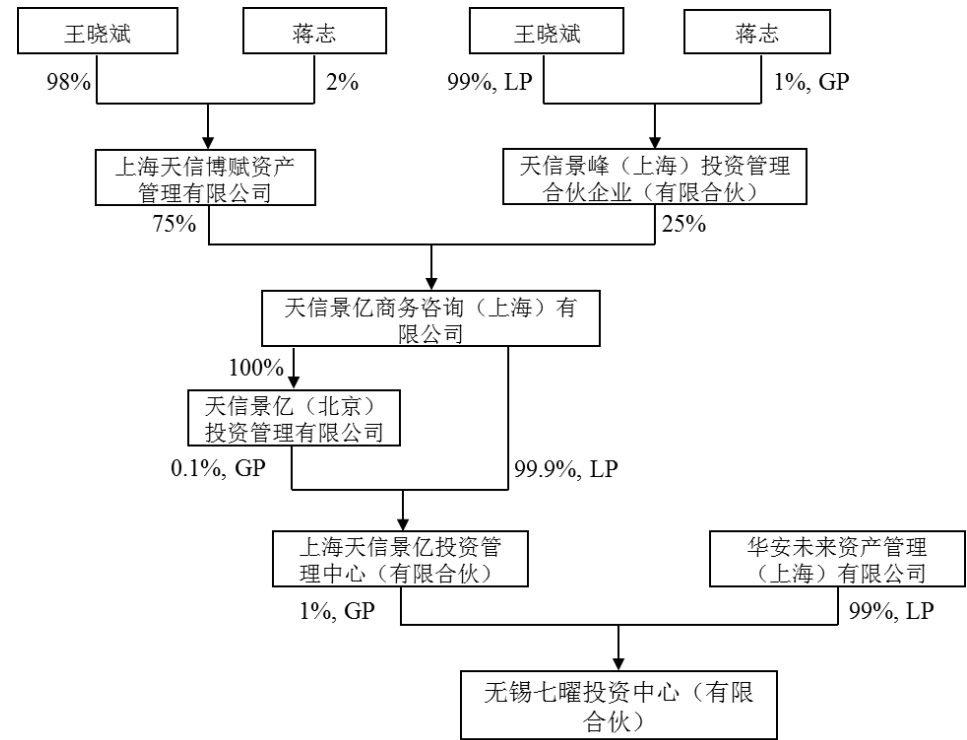 王晓斌
蒋志
王晓斌
蒋志
98%
2%
99%, LP
1%, GP
上海天信博赋资产
管理有限公司
天信景峰（上海）投资管理
合伙企业（有限合伙）
75%
25%
天信景亿商务咨询（上海）有
限公司
100%
天信景亿（北京）
投资管理有限公司
0.1%, GP
99.9%, LP
上海天信景亿投资管
理中心（有限合伙）
华安未来资产管理
（上海）有限公司
1%, GP
99%, LP
无锡七曜投资中心（有限
合伙）